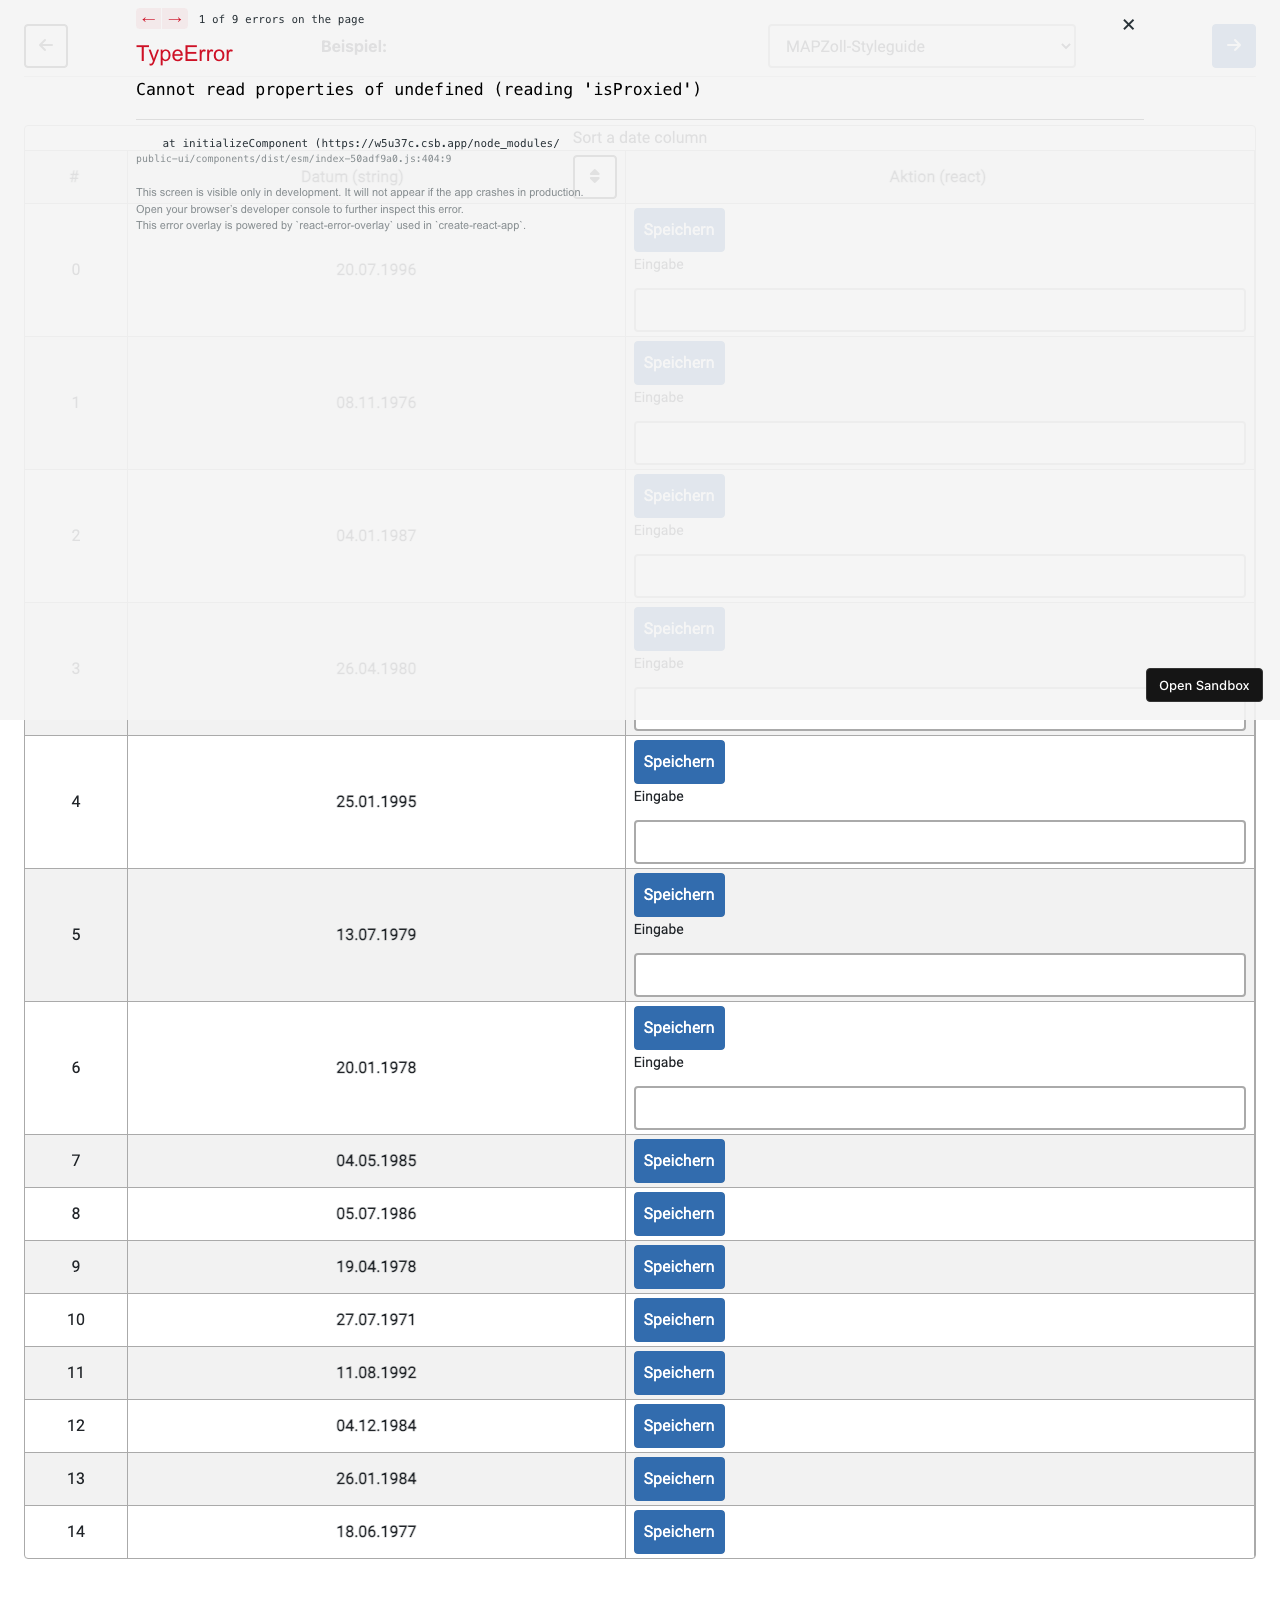 ← → 1 of 9 errors on the page
✕
TypeError
← Beispiel: MAPZoll-Styleguide →
Cannot read properties of undefined (reading 'isProxied')
Sort a date column
at initializeComponent (https://w5u37c.csb.app/node_modules/
public-ui/components/dist/esm/index-50adf9a0.js:404:9
# Datum (string) Aktion (react)
This screen is visible only in development. It will not appear if the app crashes in production.
Open your browser's developer console to further inspect this error.
This error overlay is powered by `react-error-overlay` used in `create-react-app`.
Speichern
Eingabe
0 20.07.1996
Speichern
Eingabe
1 08.11.1976
Speichern
Eingabe
2 04.01.1987
Speichern
Eingabe
3 26.04.1980
Open Sandbox
Speichern
Eingabe
4 25.01.1995
Speichern
Eingabe
5 13.07.1979
Speichern
Eingabe
6 20.01.1978
7 04.05.1985 Speichern
8 05.07.1986 Speichern
9 19.04.1978 Speichern
10 27.07.1971 Speichern
11 11.08.1992 Speichern
12 04.12.1984 Speichern
13 26.01.1984 Speichern
14 18.06.1977 Speichern